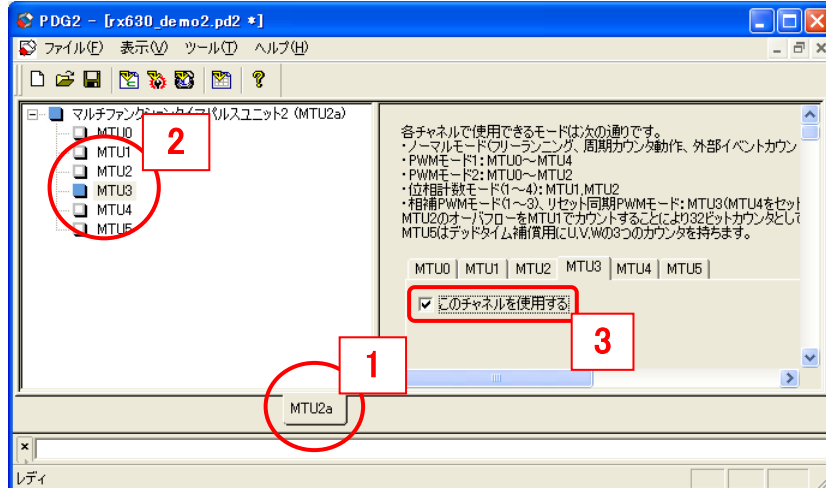 PDG2 - [rx630_demo2.pd2 *]
ファイル(F) 表示(V) ツール(T) ヘルプ(H)
マルチファンクションタイマパルスユニット2 (MTU2a)
MTU0
MTU1
MTU2
MTU3
MTU4
MTU5
2
各チャネルで使用できるモードは次の通りです。
・ノーマルモード(フリーランニング、周期カウンタ動作、外部イベントカウン
・PWMモード1: MTU0～MTU4
・PWMモード2: MTU0～MTU2
・位相計数モード(1～4): MTU1,MTU2
・相補PWMモード(1～3)、リセット同期PWMモード: MTU3(MTU4をセット
MTU2のオーバフローをMTU1でカウントすることにより32ビットカウンタとして
MTU5はデッドタイム補償用にU,V,Wの3つのカウンタを持ちます。
MTU0 MTU1 MTU2 MTU3 MTU4 MTU5
このチャネルを使用する
3
1
MTU2a
レディ